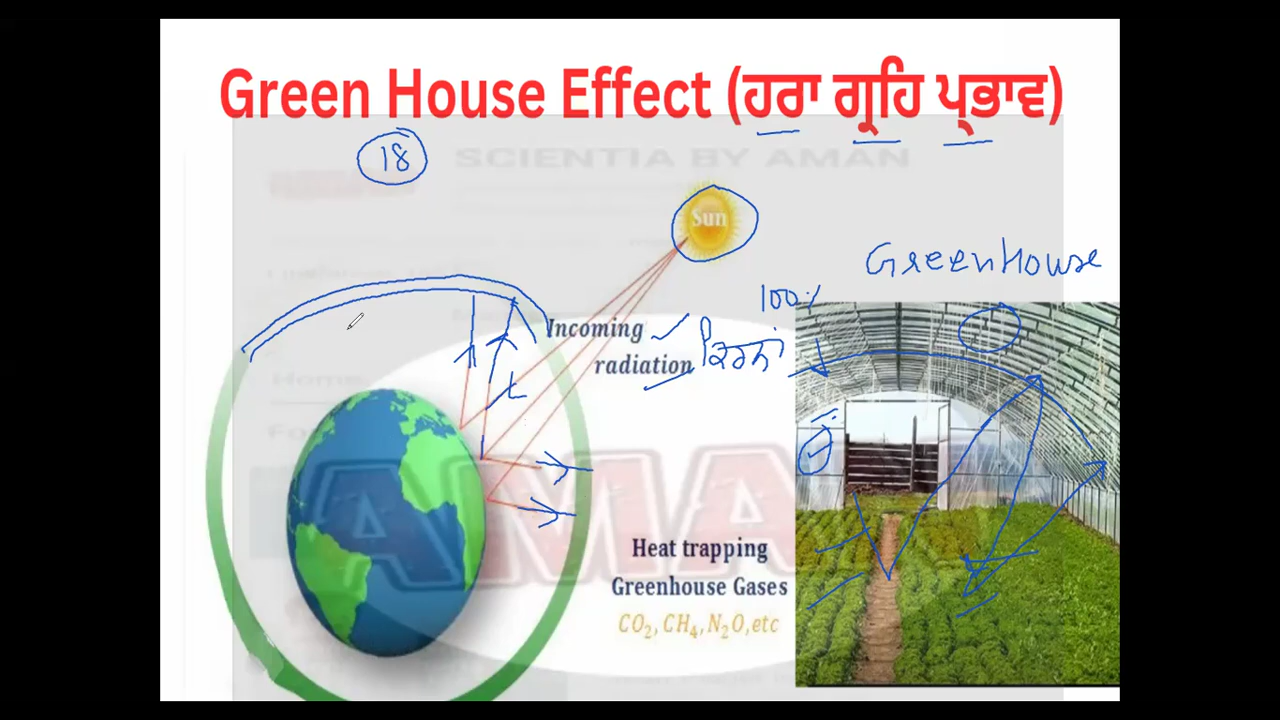 Green House Effect (ਹਰਾ ਗ੍ਰਹਿ ਪ੍ਰਭਾਵ)
18
SCIENTIA BY AMAN
Sun
GreenHouse
100%
Incoming
radiation
ਕਿਰਨਾਂ
Heat trapping
Greenhouse Gases
CO₂, CH₄, N₂O, etc
AMA